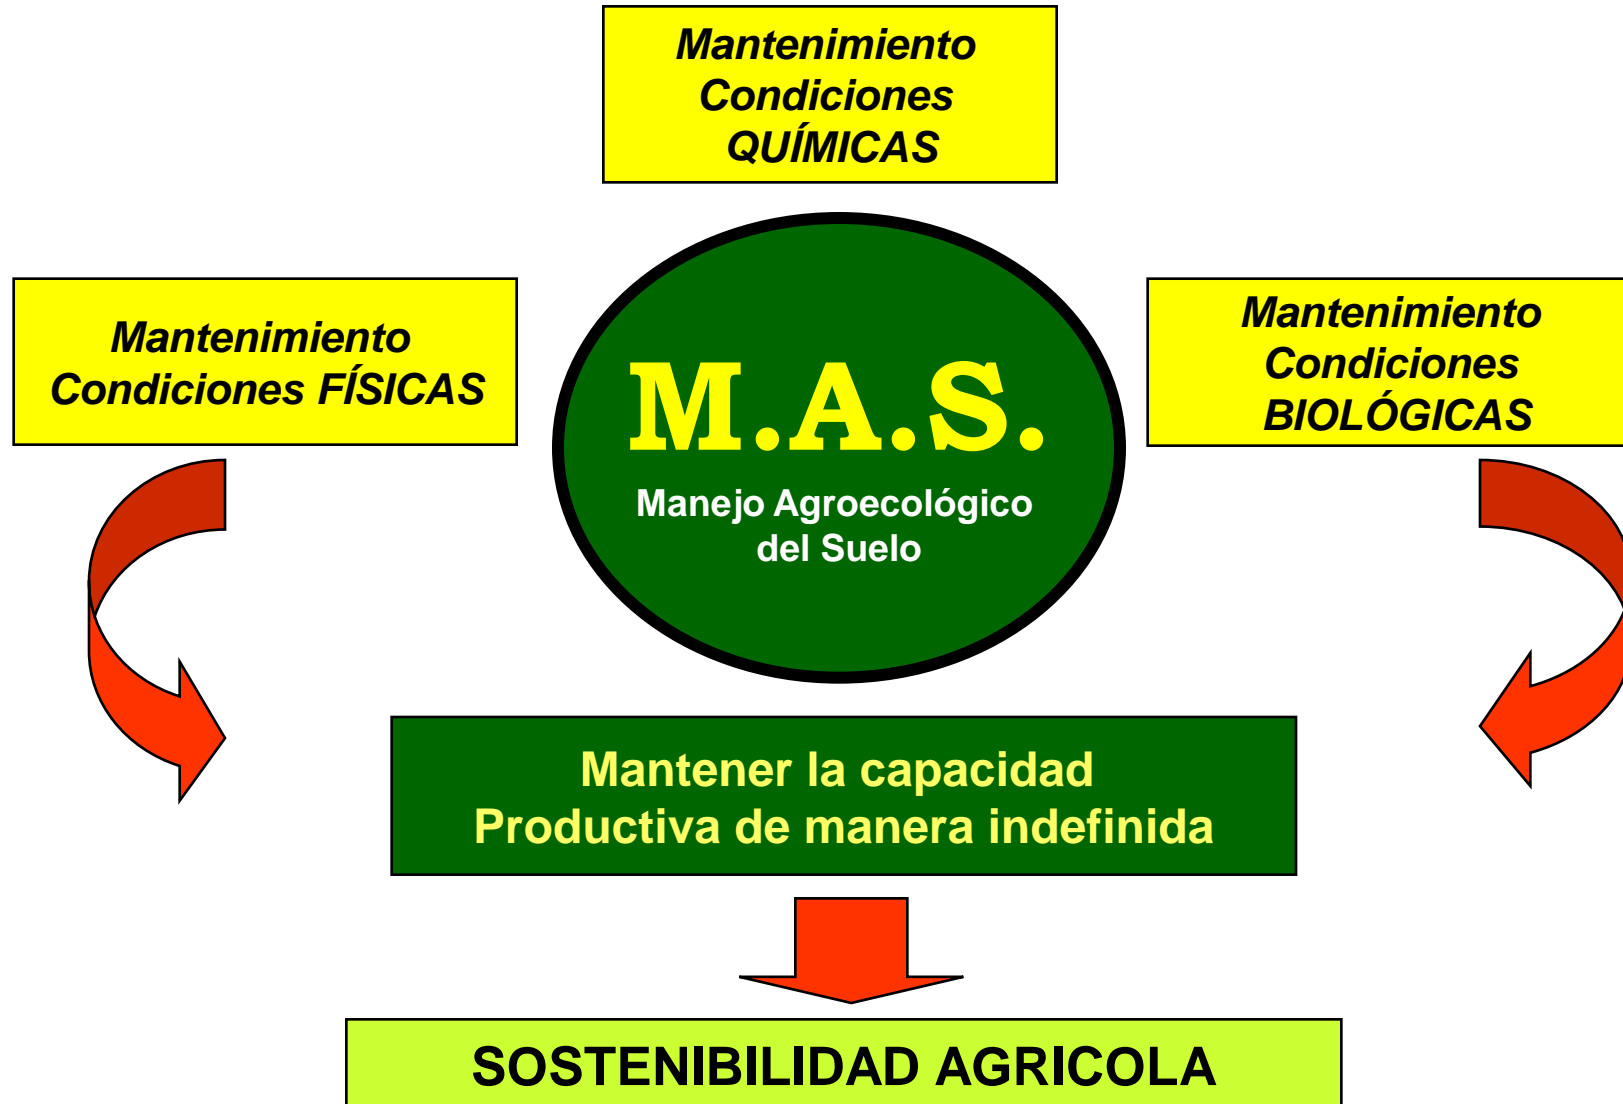 Mantenimiento
Condiciones
QUÍMICAS
Mantenimiento
Condiciones FÍSICAS
Mantenimiento
Condiciones
BIOLÓGICAS
M.A.S.
Manejo Agroecológico
del Suelo
Mantener la capacidad
Productiva de manera indefinida
SOSTENIBILIDAD AGRICOLA